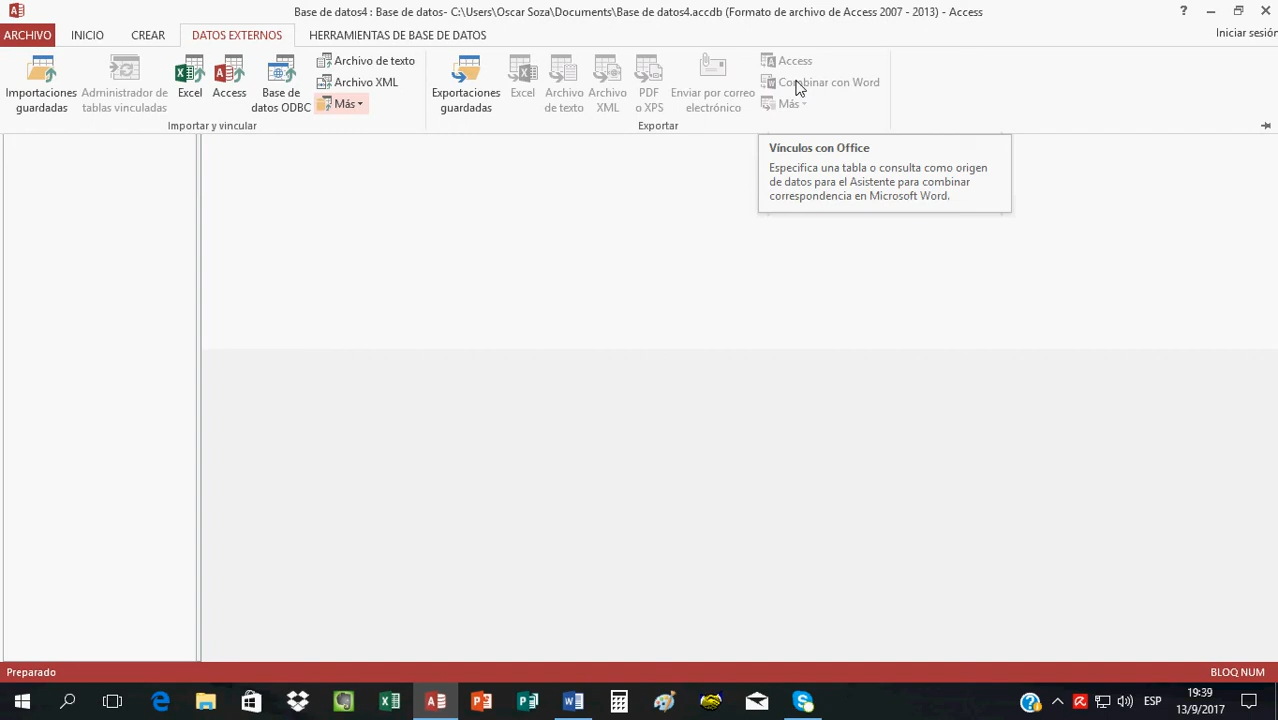 Base de datos4 : Base de datos- C:\Users\Oscar Soza\Documents\Base de datos4.accdb (Formato de archivo de Access 2007 - 2013) - Access
?
Iniciar sesión
ARCHIVO INICIO CREAR DATOS EXTERNOS HERRAMIENTAS DE BASE DE DATOS
Importaciones
guardadas
Administrador de
tablas vinculadas
Excel
Access
Base de
datos ODBC
Archivo de texto
Archivo XML
Más
Importar y vincular
Exportaciones
guardadas
Excel
Archivo
de texto
Archivo
XML
PDF
o XPS
Enviar por correo
electrónico
Access
Combinar con Word
Más
Exportar
Vínculos con Office
Especifica una tabla o consulta como origen
de datos para el Asistente para combinar
correspondencia en Microsoft Word.
Preparado
BLOQ NUM
ESP
19:39
13/9/2017